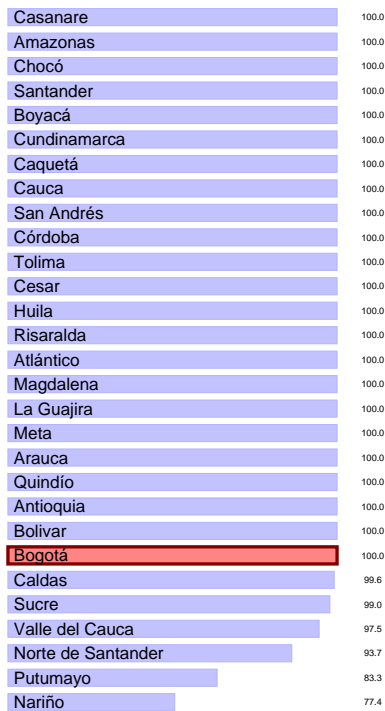 Casanare 100.0
Amazonas 100.0
Chocó 100.0
Santander 100.0
Boyacá 100.0
Cundinamarca 100.0
Caquetá 100.0
Cauca 100.0
San Andrés 100.0
Córdoba 100.0
Tolima 100.0
Cesar 100.0
Huila 100.0
Risaralda 100.0
Atlántico 100.0
Magdalena 100.0
La Guajira 100.0
Meta 100.0
Arauca 100.0
Quindío 100.0
Antioquia 100.0
Bolivar 100.0
Bogotá 100.0
Caldas 99.6
Sucre 99.0
Valle del Cauca 97.5
Norte de Santander 93.7
Putumayo 83.3
Nariño 77.4